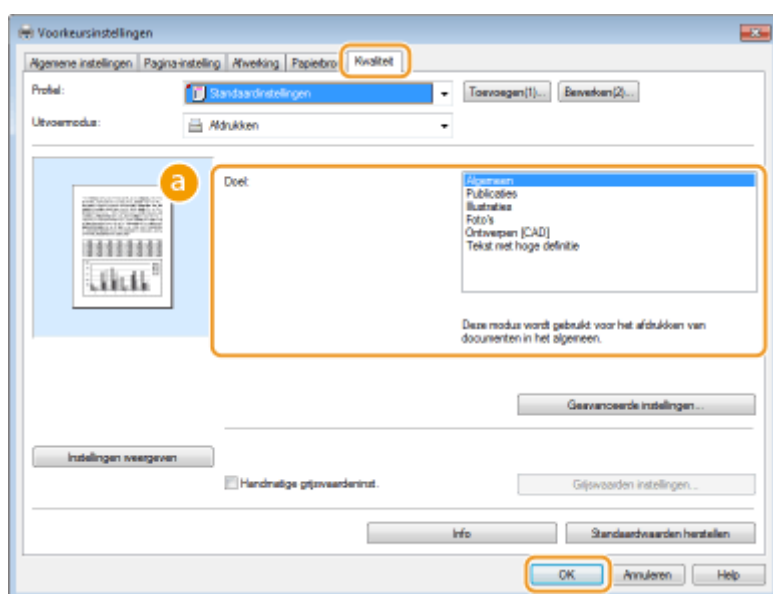 Voorkeursinstellingen
Algemene instellingen Pagina-instelling Afwerking Papierbro Kwaliteit
Profiel: Standaardinstellingen Toevoegen(1)... Bewerken(2)...
Uitvoermodus: Afdrukken
a
Doel: Algemeen
Publicaties
Illustraties
Foto's
Ontwerpen [CAD]
Tekst met hoge definitie
Deze modus wordt gebruikt voor het afdrukken van
documenten in het algemeen.
Geavanceerde instellingen...
Instellingen weergeven
Handmatige grijswaardeninst.
Grijswaarden instellingen...
Info Standaardwaarden herstellen
OK Annuleren Help